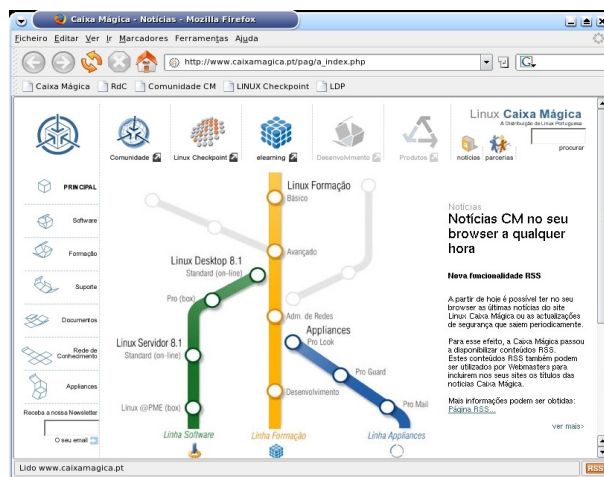 Caixa Mágica - Notícias - Mozilla Firefox
Ficheiro Editar Ver Ir Marcadores Ferramentas Ajuda
http://www.caixamagica.pt/pag/a_index.php
G
Caixa Mágica RdC Comunidade CM LINUX Checkpoint LDP
Linux Caixa Mágica
A Distribuição de Linux Portuguesa
procurar
Comunidade Linux Checkpoint elearning Desenvolvimento Produtos notícias parcerias
PRINCIPAL
Software
Formação
Suporte
Documentos
Rede de
Conhecimento
Appliances
Receba a nossa Newsletter
O seu email
Linux Formação
Básico
Avançado
Linux Desktop 8.1
Standard (on-line)
Pro (box)
Adm. de Redes
Appliances
Pro Look
Linux Servidor 8.1
Standard (on-line)
Pro Guard
Desenvolvimento
Linux @PME (box)
Pro Mail
Linha Software
Linha Formação
Linha Appliances
Notícias
Notícias CM no seu
browser a qualquer
hora
Nova funcionalidade RSS
A partir de hoje é possível ter no seu
browser as últimas notícias do site
Linux Caixa Mágica ou as actualizações
de segurança que saiem periodicamente.
Para esse efeito, a Caixa Mágica passou
a disponibilizar conteúdos RSS.
Estes conteúdos RSS também podem
ser utilizados por Webmasters para
incluirem nos seus sites os títulos das
notícias Caixa Mágica.
Mais informações podem ser obtidas:
Página RSS...
ver mais>
Lido www.caixamagica.pt
RSS